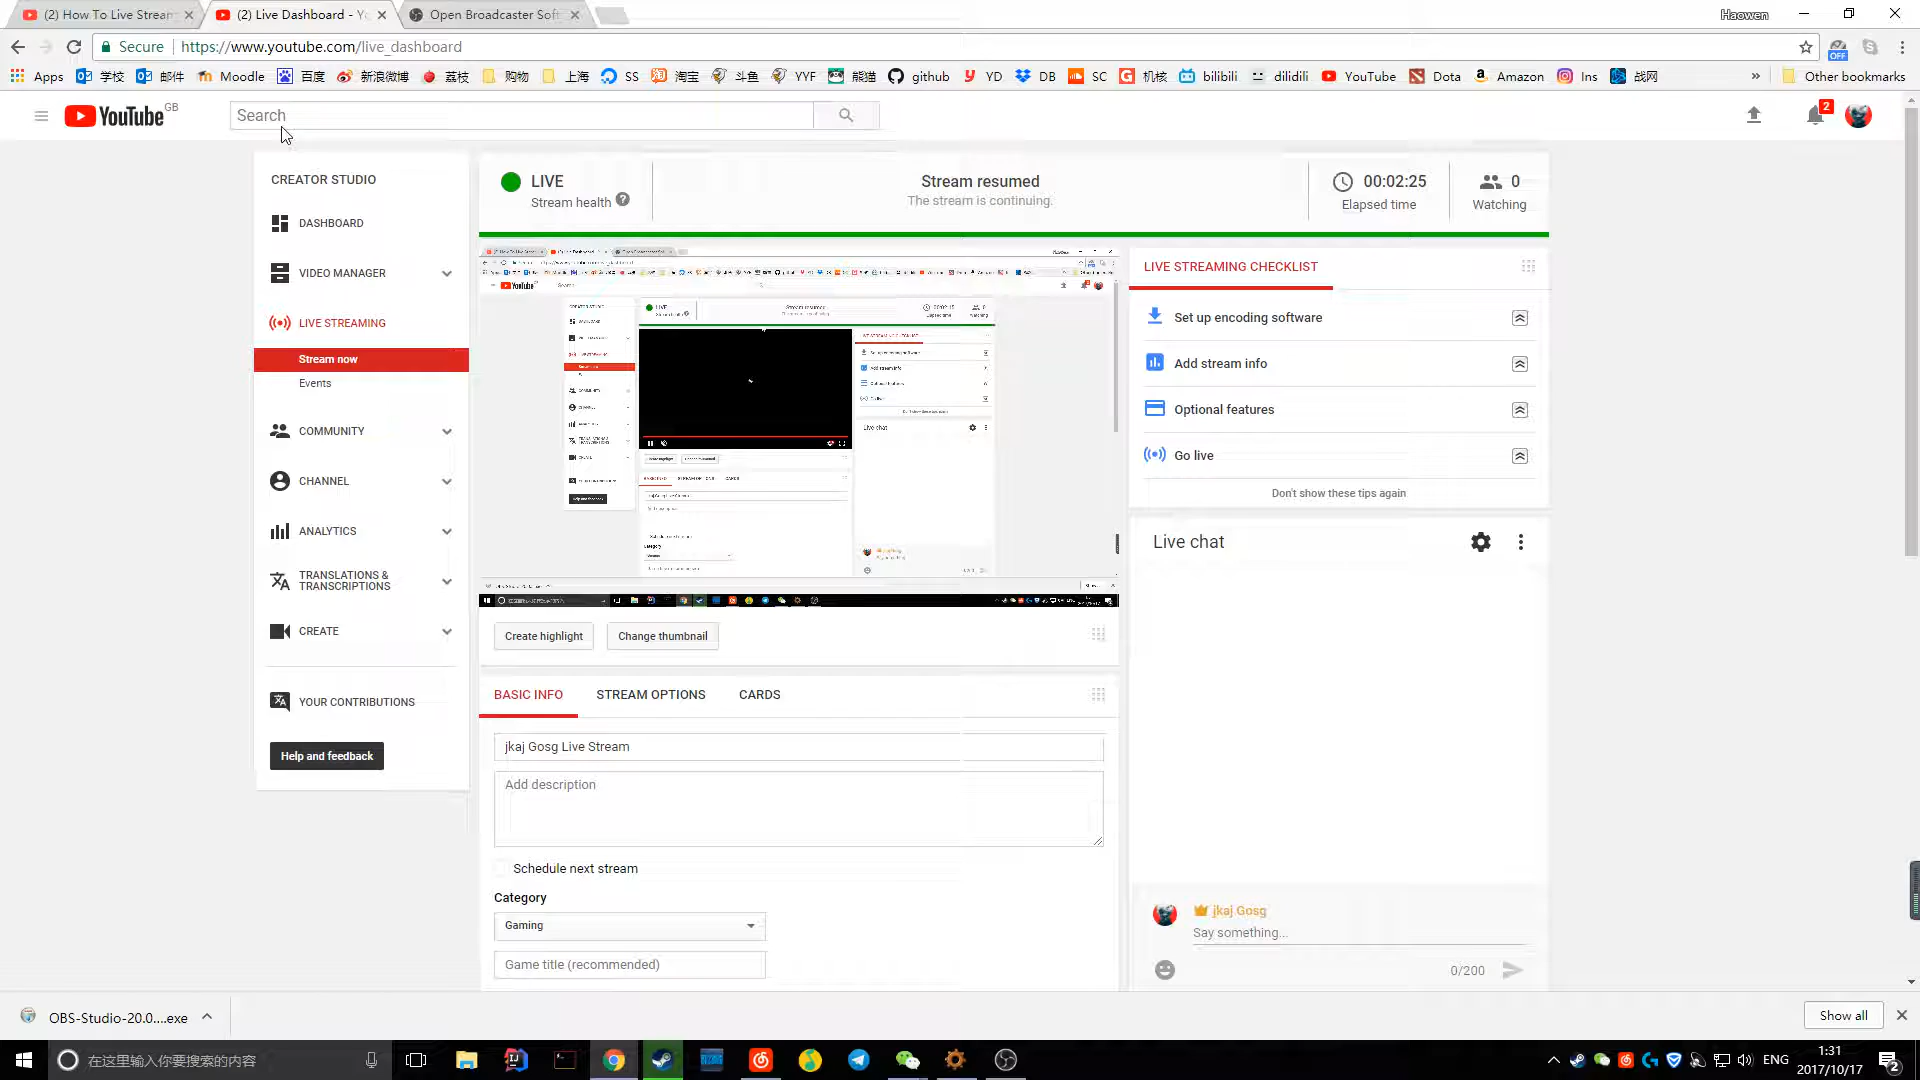 (2) How To Live Stream
(2) Live Dashboard - Yo
Open Broadcaster Soft
Haowen
Secure
https://www.youtube.com/live_dashboard
OFF
Apps 学校 邮件 Moodle 百度 新浪微博 荔枝 购物 上海 SS 淘宝 斗鱼 YYF 熊猫 github YD DB SC 机核 bilibili dilidili YouTube Dota Amazon Ins 战网 » Other bookmarks
YouTube GB
Search
2
CREATOR STUDIO
DASHBOARD
VIDEO MANAGER
LIVE STREAMING
Stream now
Events
COMMUNITY
CHANNEL
ANALYTICS
TRANSLATIONS &
TRANSCRIPTIONS
CREATE
YOUR CONTRIBUTIONS
Help and feedback
LIVE
Stream health
Stream resumed
The stream is continuing.
00:02:25
Elapsed time
0
Watching
LIVE STREAMING CHECKLIST
Set up encoding software
Add stream info
Optional features
Go live
Don't show these tips again
Live chat
jkaj Gosg
Say something...
0/200
Create highlight
Change thumbnail
BASIC INFO
STREAM OPTIONS
CARDS
jkaj Gosg Live Stream
Add description
Schedule next stream
Category
Gaming
Game title (recommended)
OBS-Studio-20.0....exe
Show all
在这里输入你要搜索的内容
ENG
1:31
2017/10/17
2